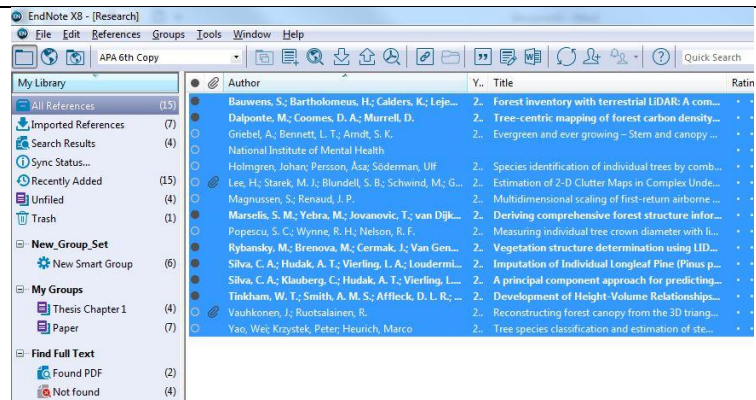 EndNote X8 - [Research]
File Edit References Groups Tools Window Help
APA 6th Copy Quick Search
My Library Author Y.. Title Ratin
All References (15)
Imported References (7)
Search Results (4)
Sync Status...
Recently Added (15)
Unfiled (4)
Trash (1)
New_Group_Set
New Smart Group (6)
My Groups
Thesis Chapter 1 (4)
Paper (7)
Find Full Text
Found PDF (2)
Not found (4)
Bauwens, S.; Bartholomeus, H.; Calders, K.; Leje... 2.. Forest inventory with terrestrial LiDAR: A com...
Dalponte, M.; Coomes, D. A.; Murrell, D. 2.. Tree-centric mapping of forest carbon density...
Griebel, A.; Bennett, L. T.; Arndt, S. K. 2.. Evergreen and ever growing – Stem and canopy ...
National Institute of Mental Health
Holmgren, Johan; Persson, Åsa; Söderman, Ulf 2.. Species identification of individual trees by comb...
Lee, H.; Starek, M. J.; Blundell, S. B.; Schwind, M.; G... 2.. Estimation of 2-D Clutter Maps in Complex Unde...
Magnussen, S.; Renaud, J. P. 2.. Multidimensional scaling of first-return airborne ...
Marselis, S. M.; Yebra, M.; Jovanovic, T.; van Dijk... 2.. Deriving comprehensive forest structure infor...
Popescu, S. C.; Wynne, R. H.; Nelson, R. F. 2.. Measuring individual tree crown diameter with li...
Rybansky, M.; Brenova, M.; Cermak, J.; Van Gen... 2.. Vegetation structure determination using LID...
Silva, C. A.; Hudak, A. T.; Vierling, L. A.; Loudermi... 2.. Imputation of Individual Longleaf Pine (Pinus p...
Silva, C. A.; Klauberg, C.; Hudak, A. T.; Vierling, L.... 2.. A principal component approach for predicting...
Tinkham, W. T.; Smith, A. M. S.; Affleck, D. L. R.; ... 2.. Development of Height-Volume Relationships...
Vauhkonen, J.; Ruotsalainen, R. 2.. Reconstructing forest canopy from the 3D triang...
Yao, Wei; Krzystek, Peter; Heurich, Marco 2.. Tree species classification and estimation of ste...